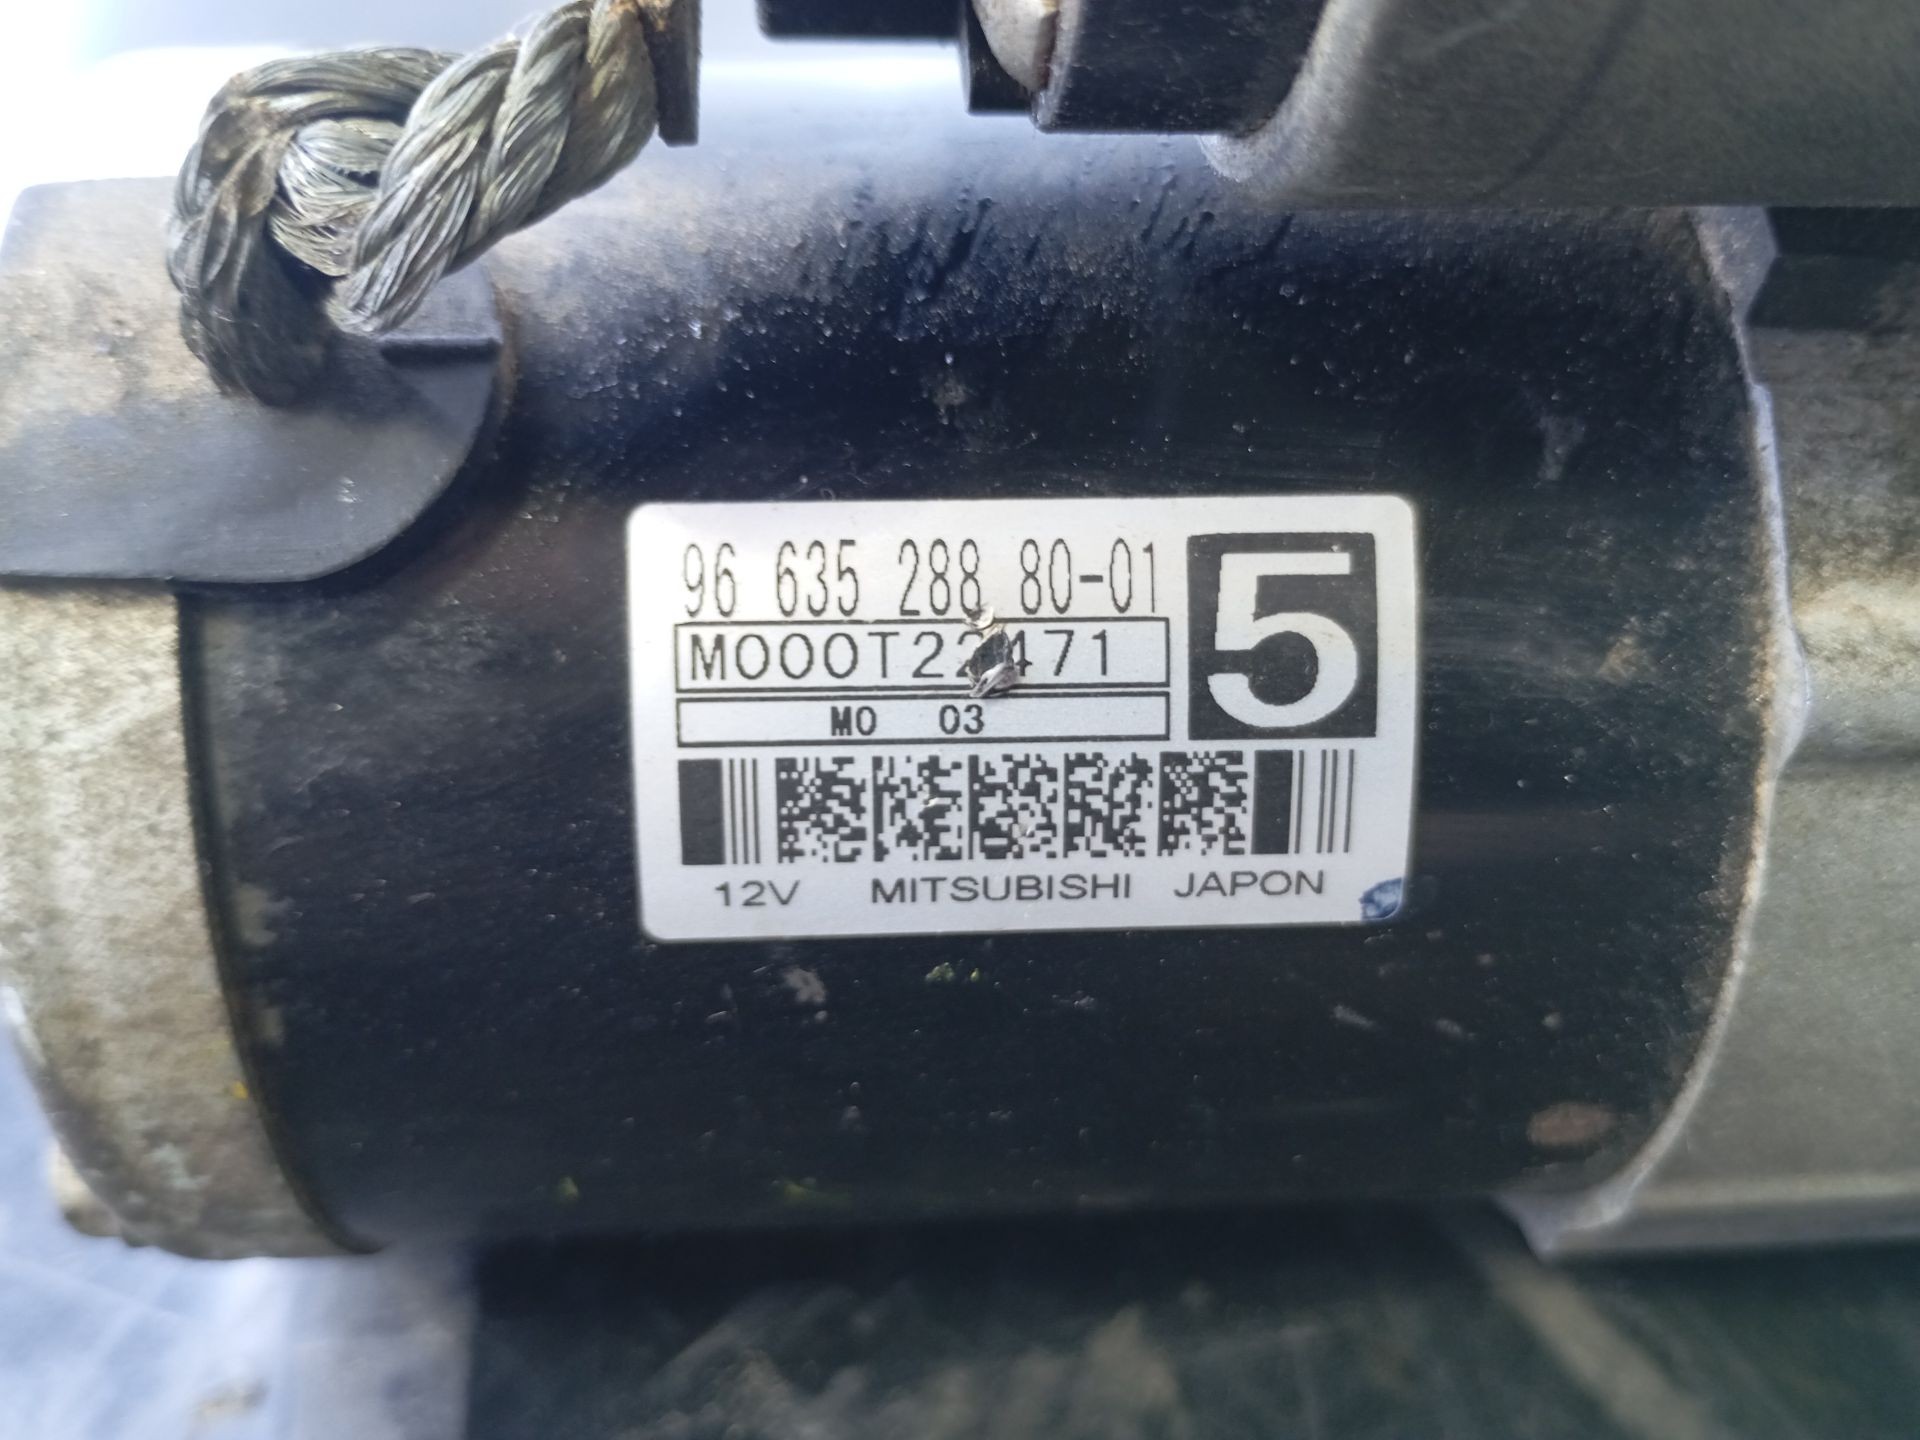 96 635 288 80-01
5
M000T22471
M0 03
12V MITSUBISHI JAPON